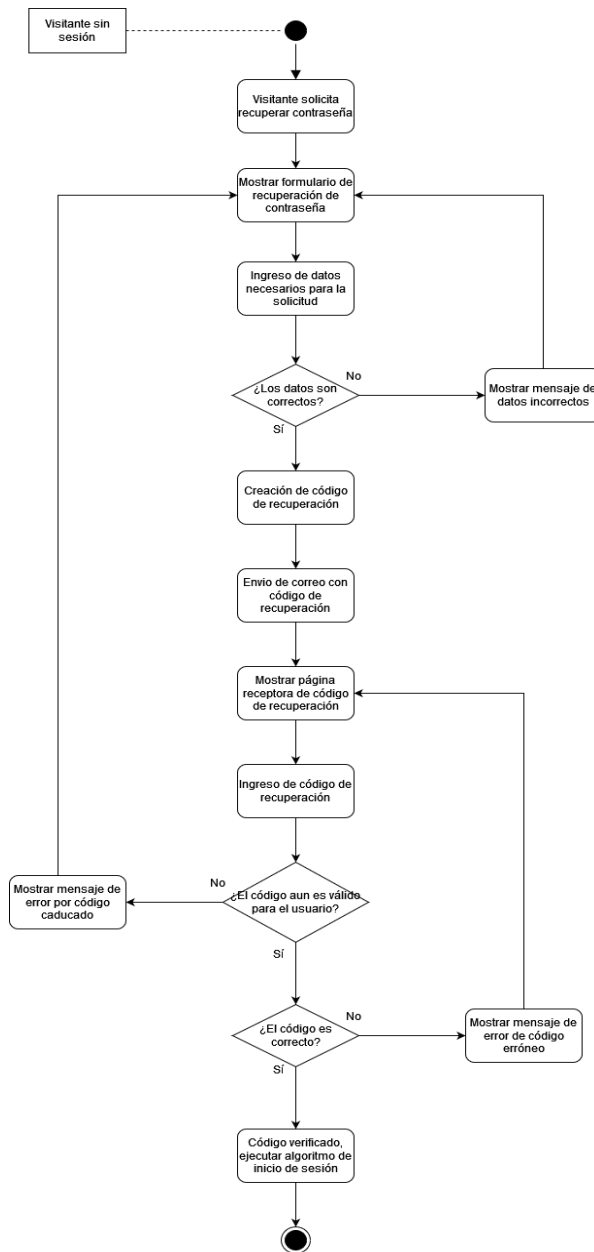 Visitante sin
sesión
Visitante solicita
recuperar contraseña
Mostrar formulario de
recuperación de
contraseña
Ingreso de datos
necesarios para la
solicitud
¿Los datos son
correctos?
No
Mostrar mensaje de
datos incorrectos
Sí
Creación de código
de recuperación
Envio de correo con
código de
recuperación
Mostrar página
receptora de código
de recuperación
Ingreso de código de
recuperación
Mostrar mensaje de
error por código
caducado
No
¿El código aun es válido
para el usuario?
Sí
¿El código es
correcto?
No
Mostrar mensaje de
error de código
erróneo
Sí
Código verificado,
ejecutar algoritmo de
inicio de sesión